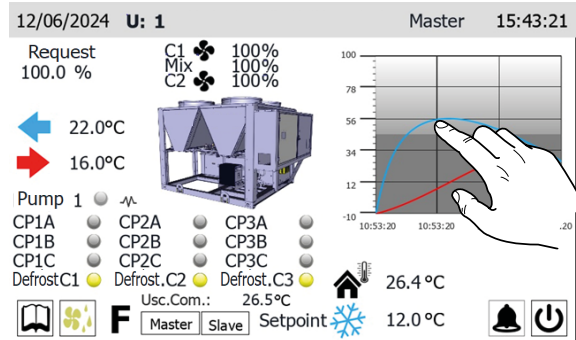 12/06/2024 U: 1 Master 15:43:21
Request
100.0 %
C1 100%
Mix 100%
C2 100%
22.0°C
16.0°C
Pump 1
CP1A CP2A CP3A
CP1B CP2B CP3B
CP1C CP2C CP3C
DefrostC1 Defrost.C2 Defrost.C3
F
Usc.Com.: 26.5°C
Master Slave
Setpoint
100
78
56
34
12
-10
10:53:20 10:53:20 .20
26.4 °C
12.0 °C